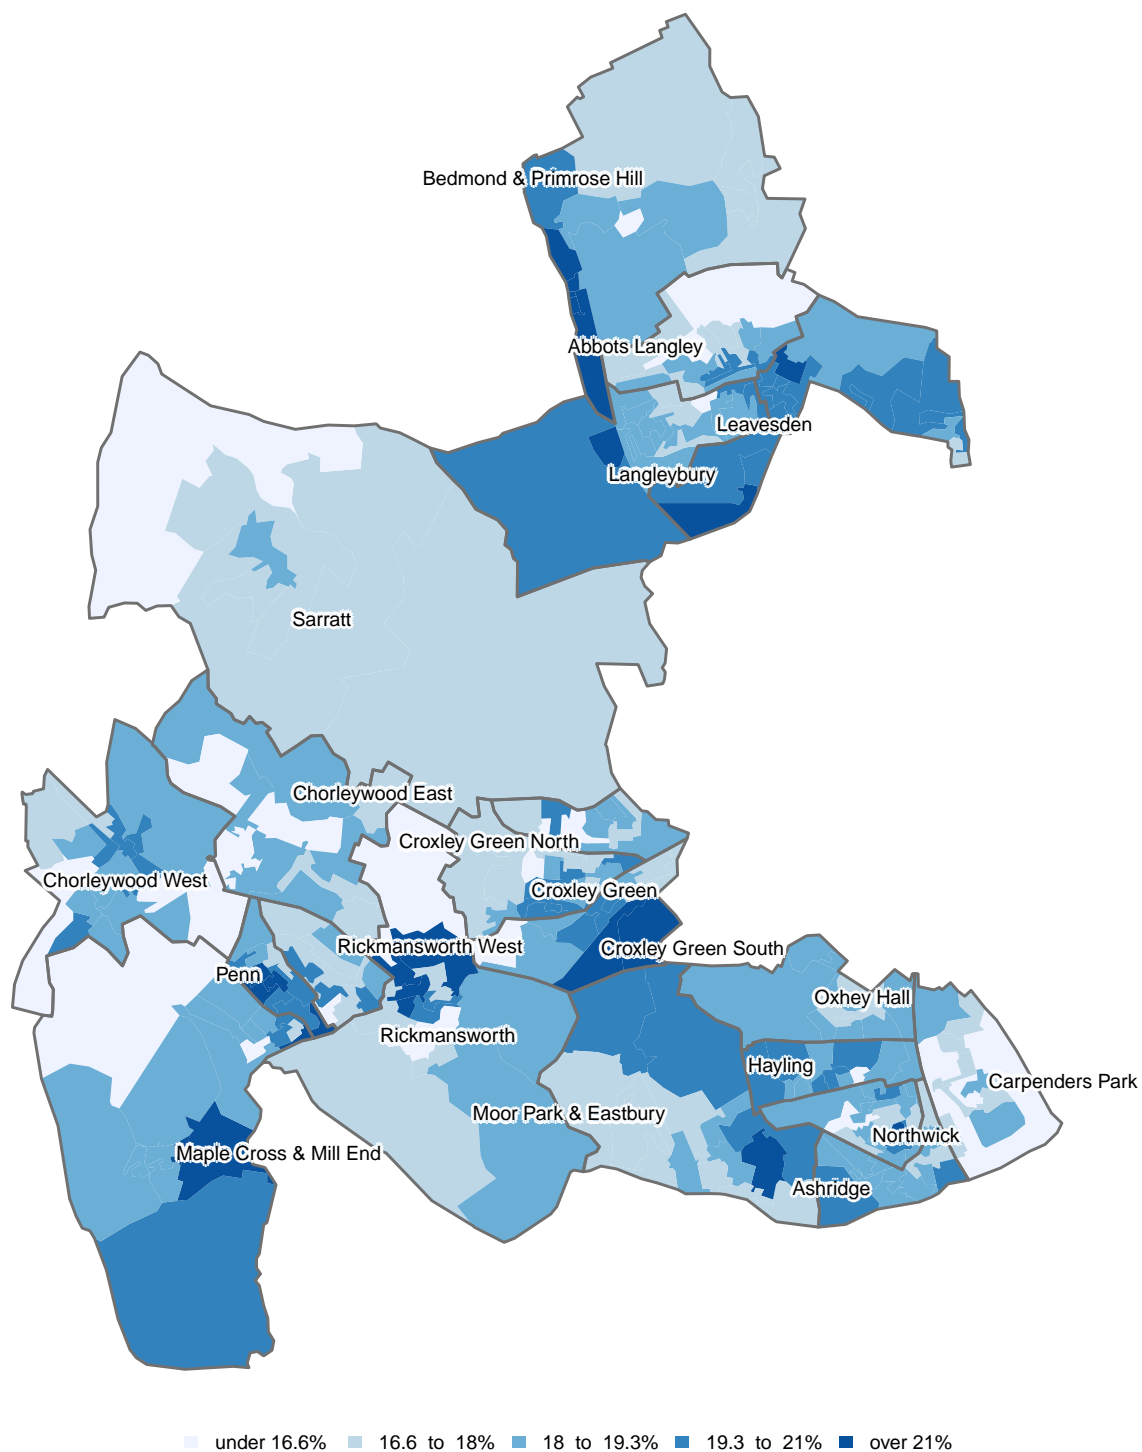 Bedmond & Primrose Hill
Abbots Langley
Leavesden
Langleybury
Sarratt
Chorleywood East
Croxley Green North
Chorleywood West
Croxley Green
Rickmansworth West
Croxley Green South
Penn
Oxhey Hall
Rickmansworth
Hayling
Carpenders Park
Moor Park & Eastbury
Northwick
Maple Cross & Mill End
Ashridge
under 16.6% 16.6 to 18% 18 to 19.3% 19.3 to 21% over 21%